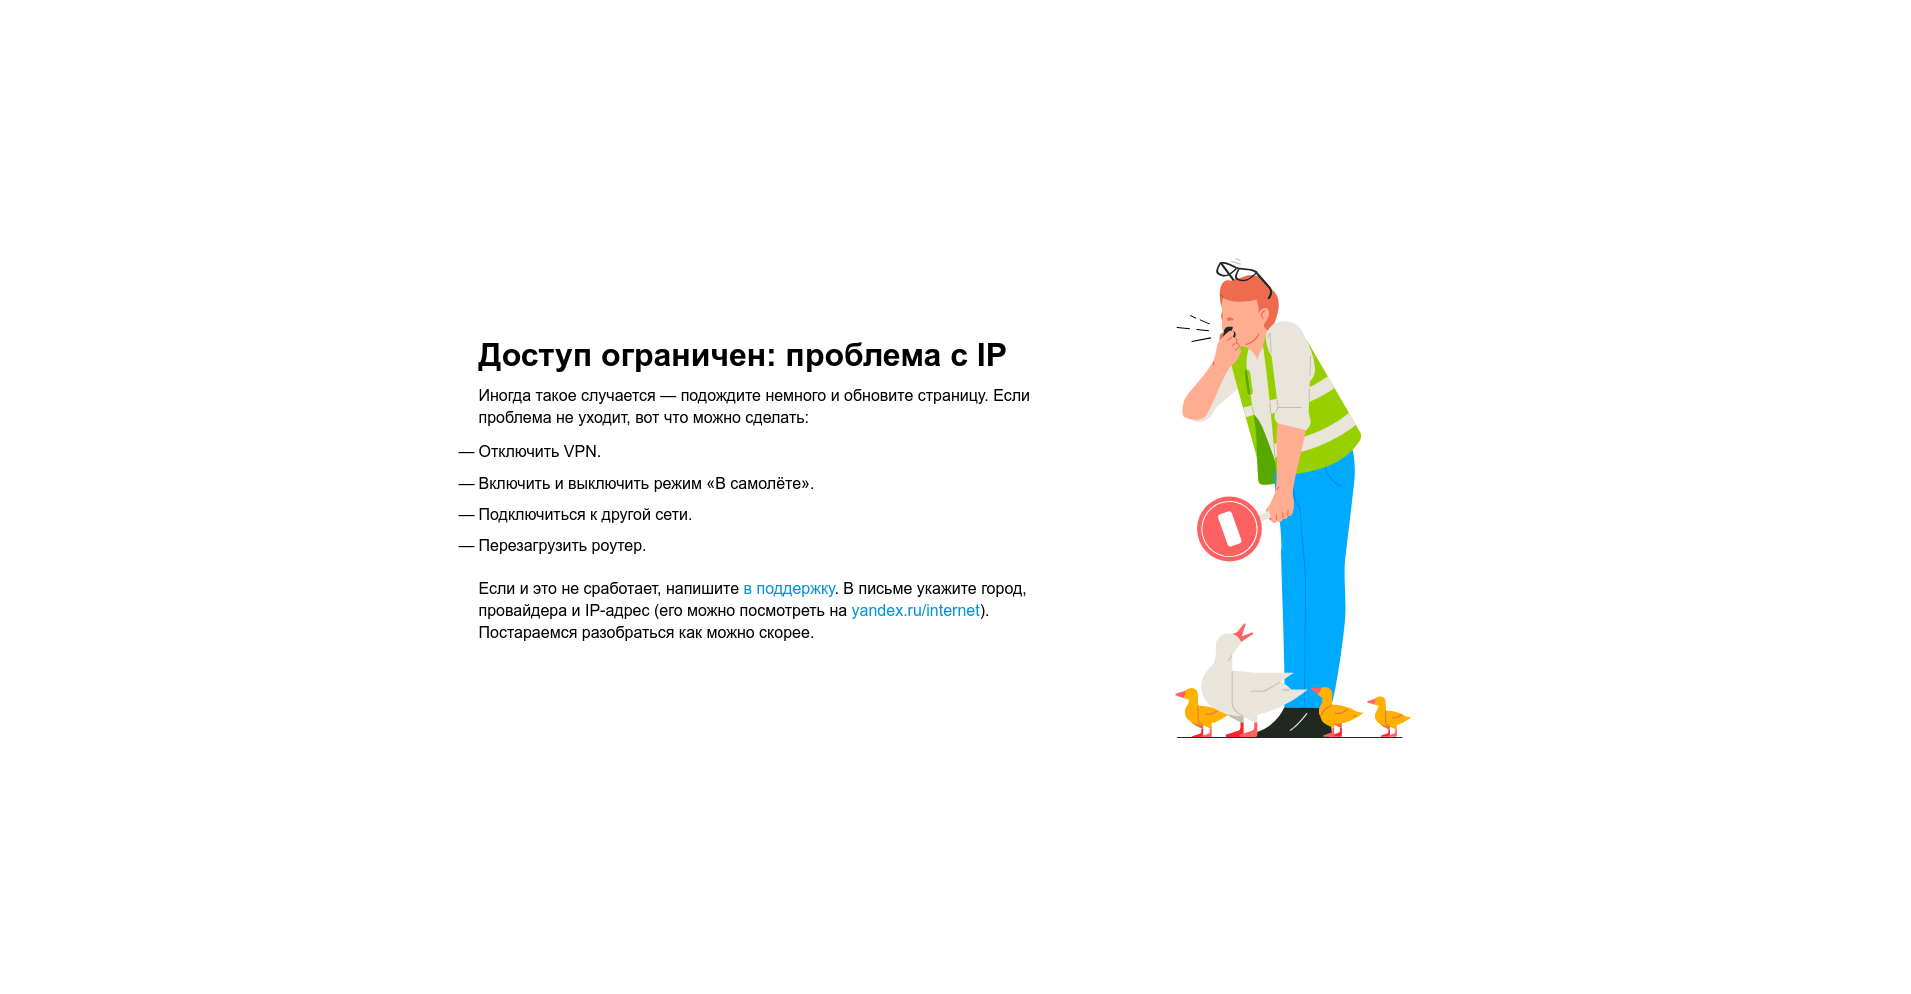 Доступ ограничен: проблема с IP
Иногда такое случается — подождите немного и обновите страницу. Если
проблема не уходит, вот что можно сделать:
— Отключить VPN.
— Включить и выключить режим «В самолёте».
— Подключиться к другой сети.
— Перезагрузить роутер.
Если и это не сработает, напишите в поддержку. В письме укажите город,
провайдера и IP-адрес (его можно посмотреть на yandex.ru/internet).
Постараемся разобраться как можно скорее.